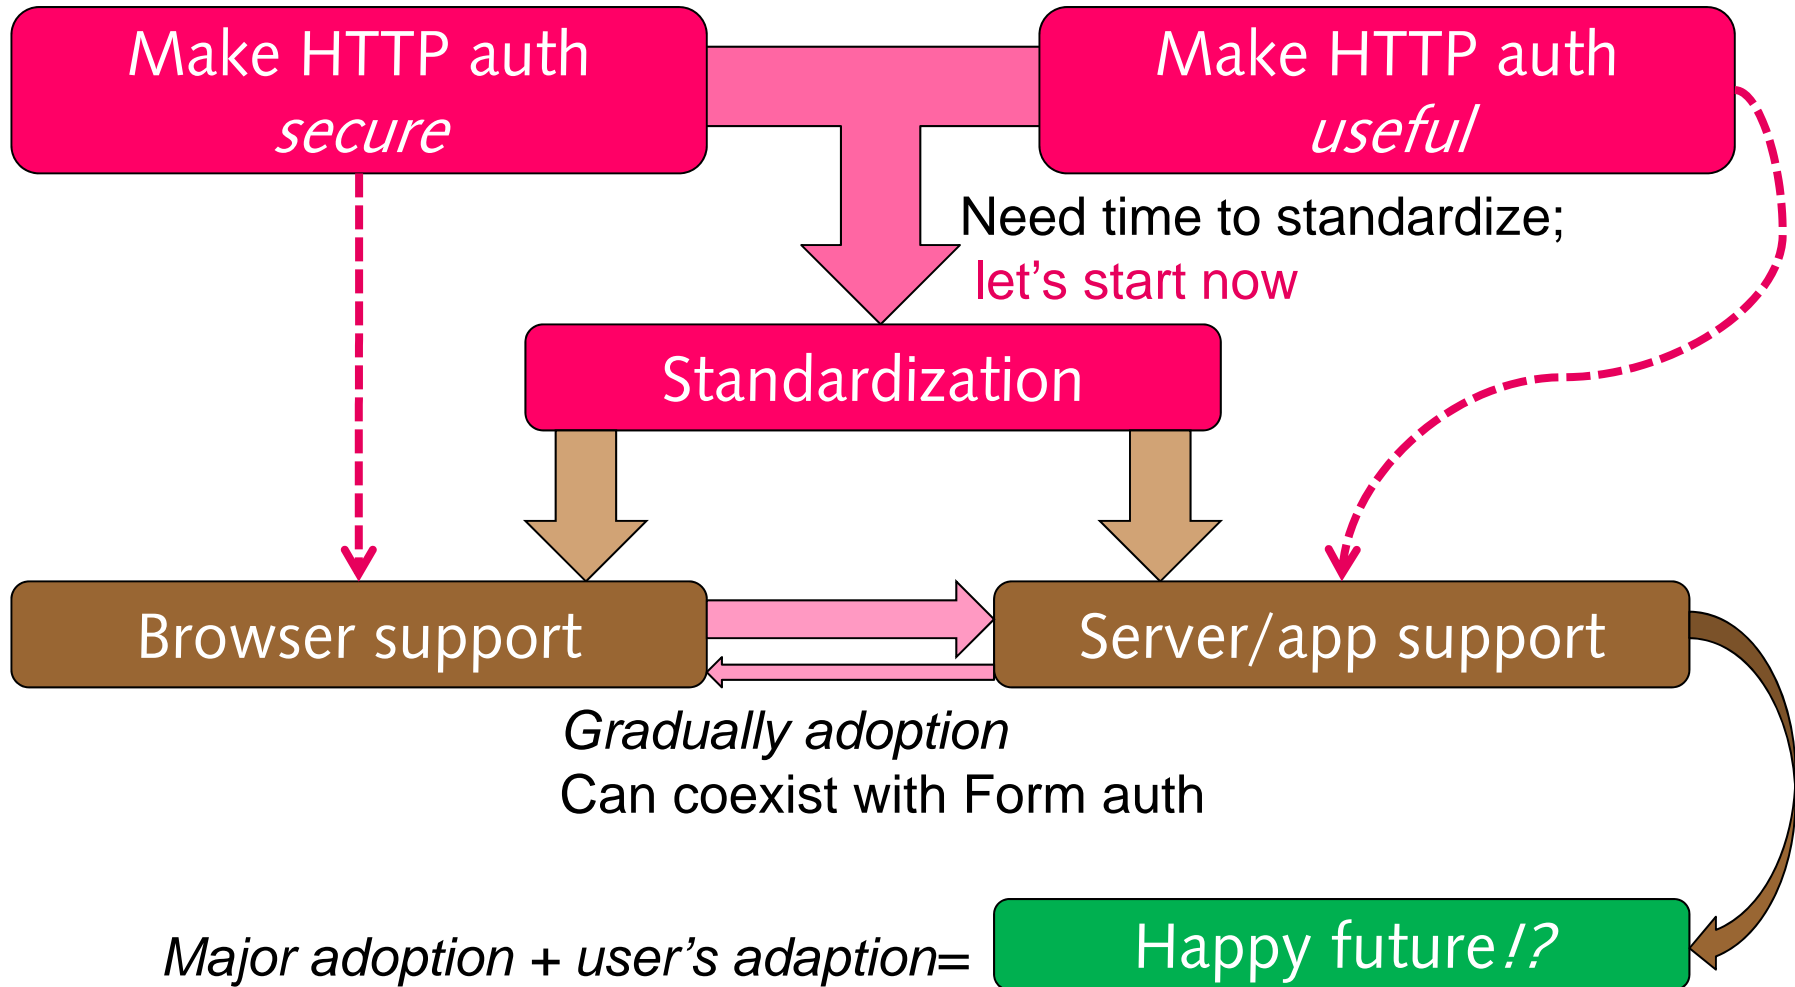 Make HTTP auth
secure
Make HTTP auth
useful
Need time to standardize;
let's start now
Standardization
Browser support
Server/app support
Gradually adoption
Can coexist with Form auth
Major adoption + user's adaption=
Happy future!?